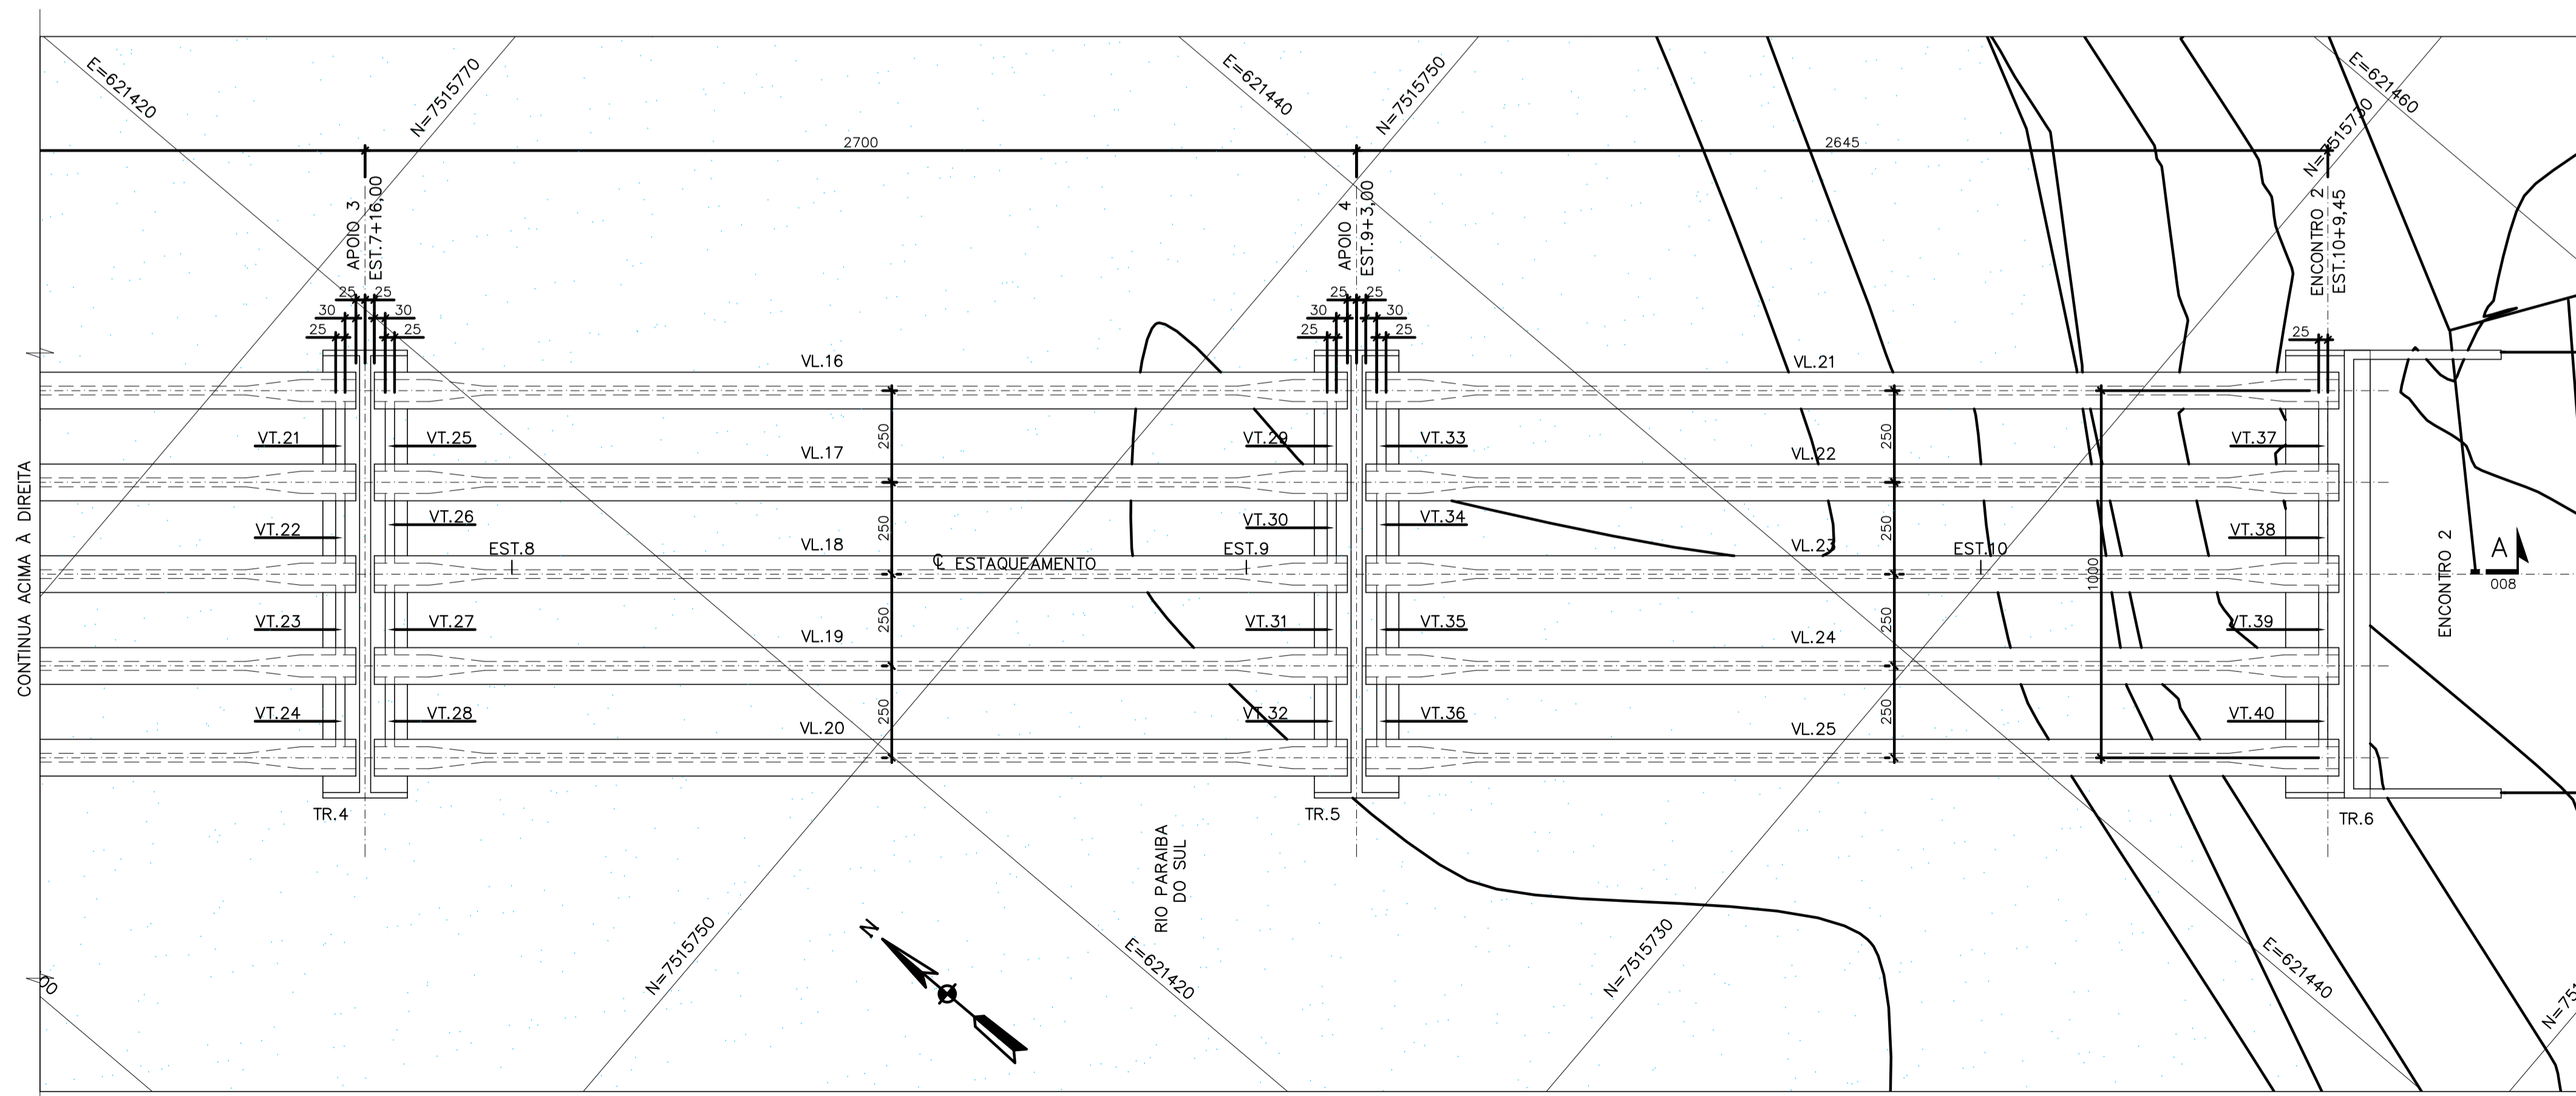 E=621420
N=7515770
E=621440
N=7515750
E=621460
N=7515730
2700
2645
APOIO 3
EST.7+16,00
APOIO 4
EST.9+3,00
ENCONTRO 2
EST.10+9,45
25
25
30
30
25
25
25
25
30
30
25
25
25
VL.16
VL.21
VT.21
VT.25
VT.29
VT.33
VT.37
250
250
VL.17
VL.22
VT.22
VT.26
VT.30
VT.34
VT.38
250
250
EST.8
VL.18
℄ ESTAQUEAMENTO
EST.9
VL.23
EST.10
1000
ENCONTRO 2
A
008
CONTINUA ACIMA À DIREITA
VT.23
VT.27
VT.31
VT.35
VT.39
250
250
VL.19
VL.24
VT.24
VT.28
VT.32
VT.36
VT.40
250
250
VL.20
VL.25
TR.4
TR.5
TR.6
RIO PARAIBA
DO SUL
N
N=7515750
E=621420
N=7515730
E=621440
00
N=751